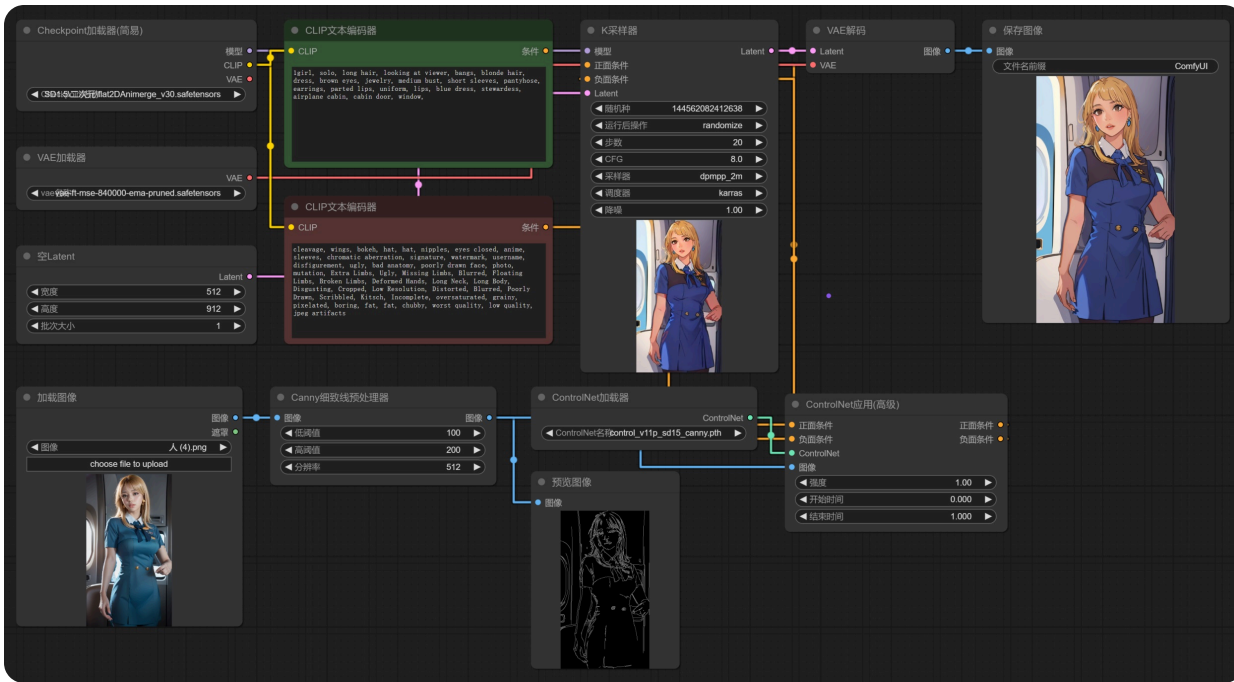 Checkpoint加载器(简易)
模型
CLIP
VAE
flat2DAnimerge_v30.safetensors
VAE加载器
VAE
vae-ft-mse-840000-ema-pruned.safetensors
空Latent
Latent
宽度 512
高度 912
批次大小 1
CLIP文本编码器
CLIP 条件
1girl, solo, long hair, looking at viewer, bangs, blonde hair,
dress, brown eyes, jewelry, medium bust, short sleeves, pantyhose,
earrings, parted lips, uniform, lips, blue dress, stewardess,
airplane cabin, cabin door, window,
CLIP文本编码器
CLIP 条件
cleavage, wings, bokeh, hat, hat, nipples, eyes closed, anime,
sleeves, chromatic aberration, signature, watermark, username,
disfigurement, ugly, bad anatomy, poorly drawn face, photo,
mutation, Extra Limbs, Ugly, Missing Limbs, Blurred, Floating
Limbs, Broken Limbs, Deformed Hands, Long Neck, Long Body,
Disgusting, Cropped, Low Resolution, Distorted, Blurred, Poorly
Drawn, Scribbled, Kitsch, Incomplete, oversaturated, grainy,
pixelated, boring, fat, fat, chubby, worst quality, low quality,
jpeg artifacts
K采样器
模型 Latent
正面条件
负面条件
Latent
随机种 144562082412638
运行后操作 randomize
步数 20
CFG 8.0
采样器 dpmpp_2m
调度器 karras
降噪 1.00
VAE解码
Latent 图像
VAE
保存图像
图像
文件名前缀 ComfyUI
加载图像
图像
遮罩
图像 人 (4).png
choose file to upload
Canny细致线预处理器
图像 图像
低阈值 100
高阈值 200
分辨率 512
ControlNet加载器
ControlNet
ControlNet名称 control_v11p_sd15_canny.pth
预览图像
图像
ControlNet应用(高级)
正面条件 正面条件
负面条件 负面条件
ControlNet
图像
强度 1.00
开始时间 0.000
结束时间 1.000